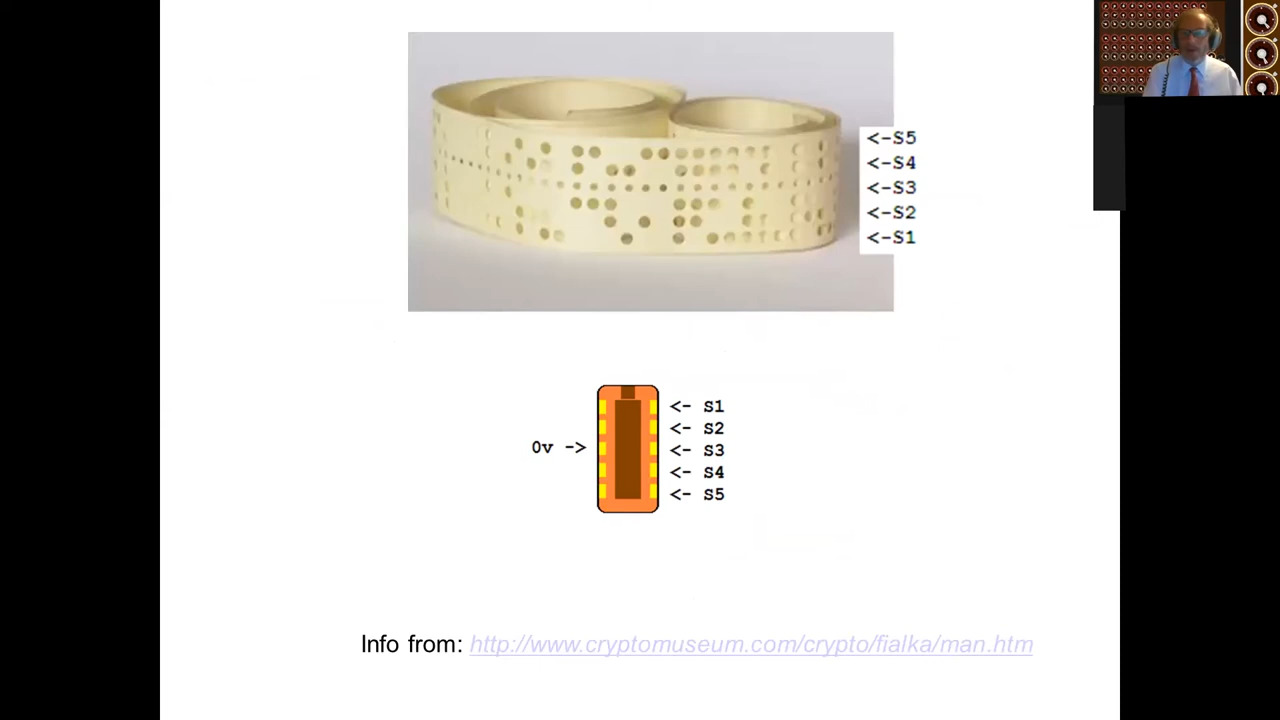 <-S5
<-S4
<-S3
<-S2
<-S1
<- S1
<- S2
0v -> <- S3
<- S4
<- S5
Info from: http://www.cryptomuseum.com/crypto/fialka/man.htm